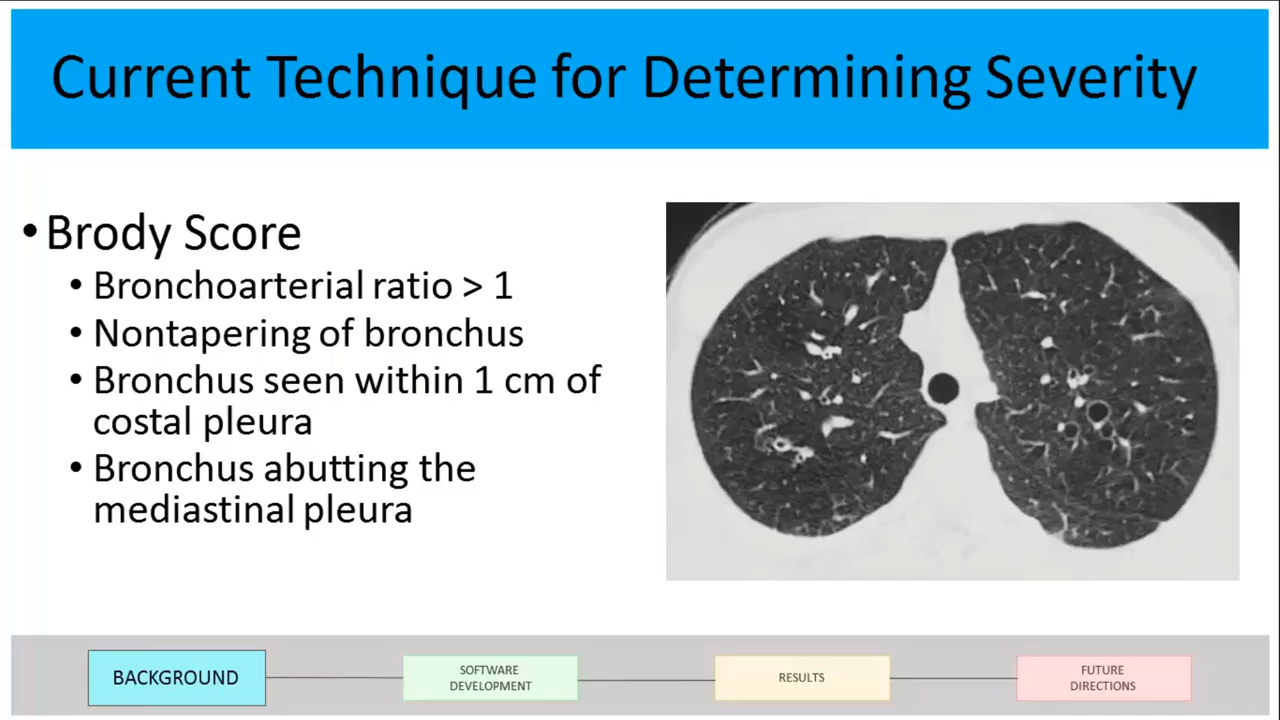 Current Technique for Determining Severity
• Brody Score
• Bronchoarterial ratio > 1
• Nontapering of bronchus
• Bronchus seen within 1 cm of
costal pleura
• Bronchus abutting the
mediastinal pleura
BACKGROUND
SOFTWARE
DEVELOPMENT
RESULTS
FUTURE
DIRECTIONS